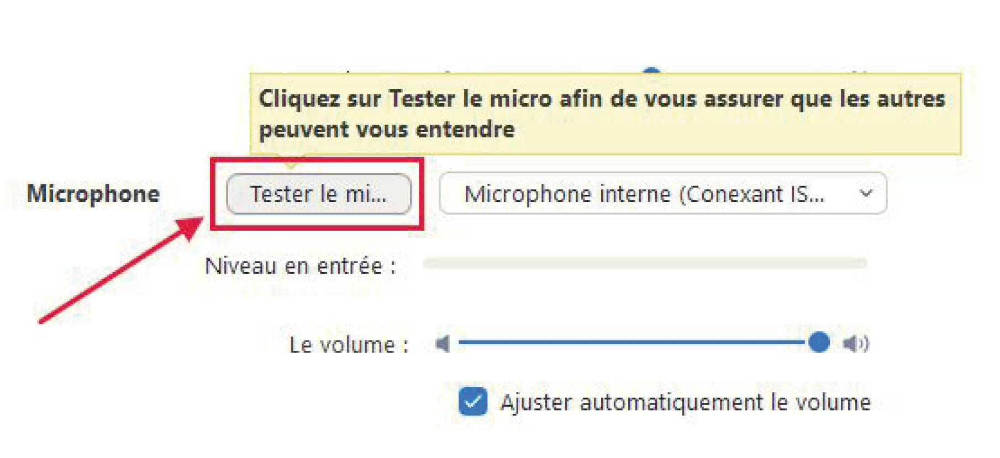 Cliquez sur Tester le micro afin de vous assurer que les autres
peuvent vous entendre
Microphone Tester le mi... Microphone interne (Conexant IS...
Niveau en entrée :
Le volume :
Ajuster automatiquement le volume